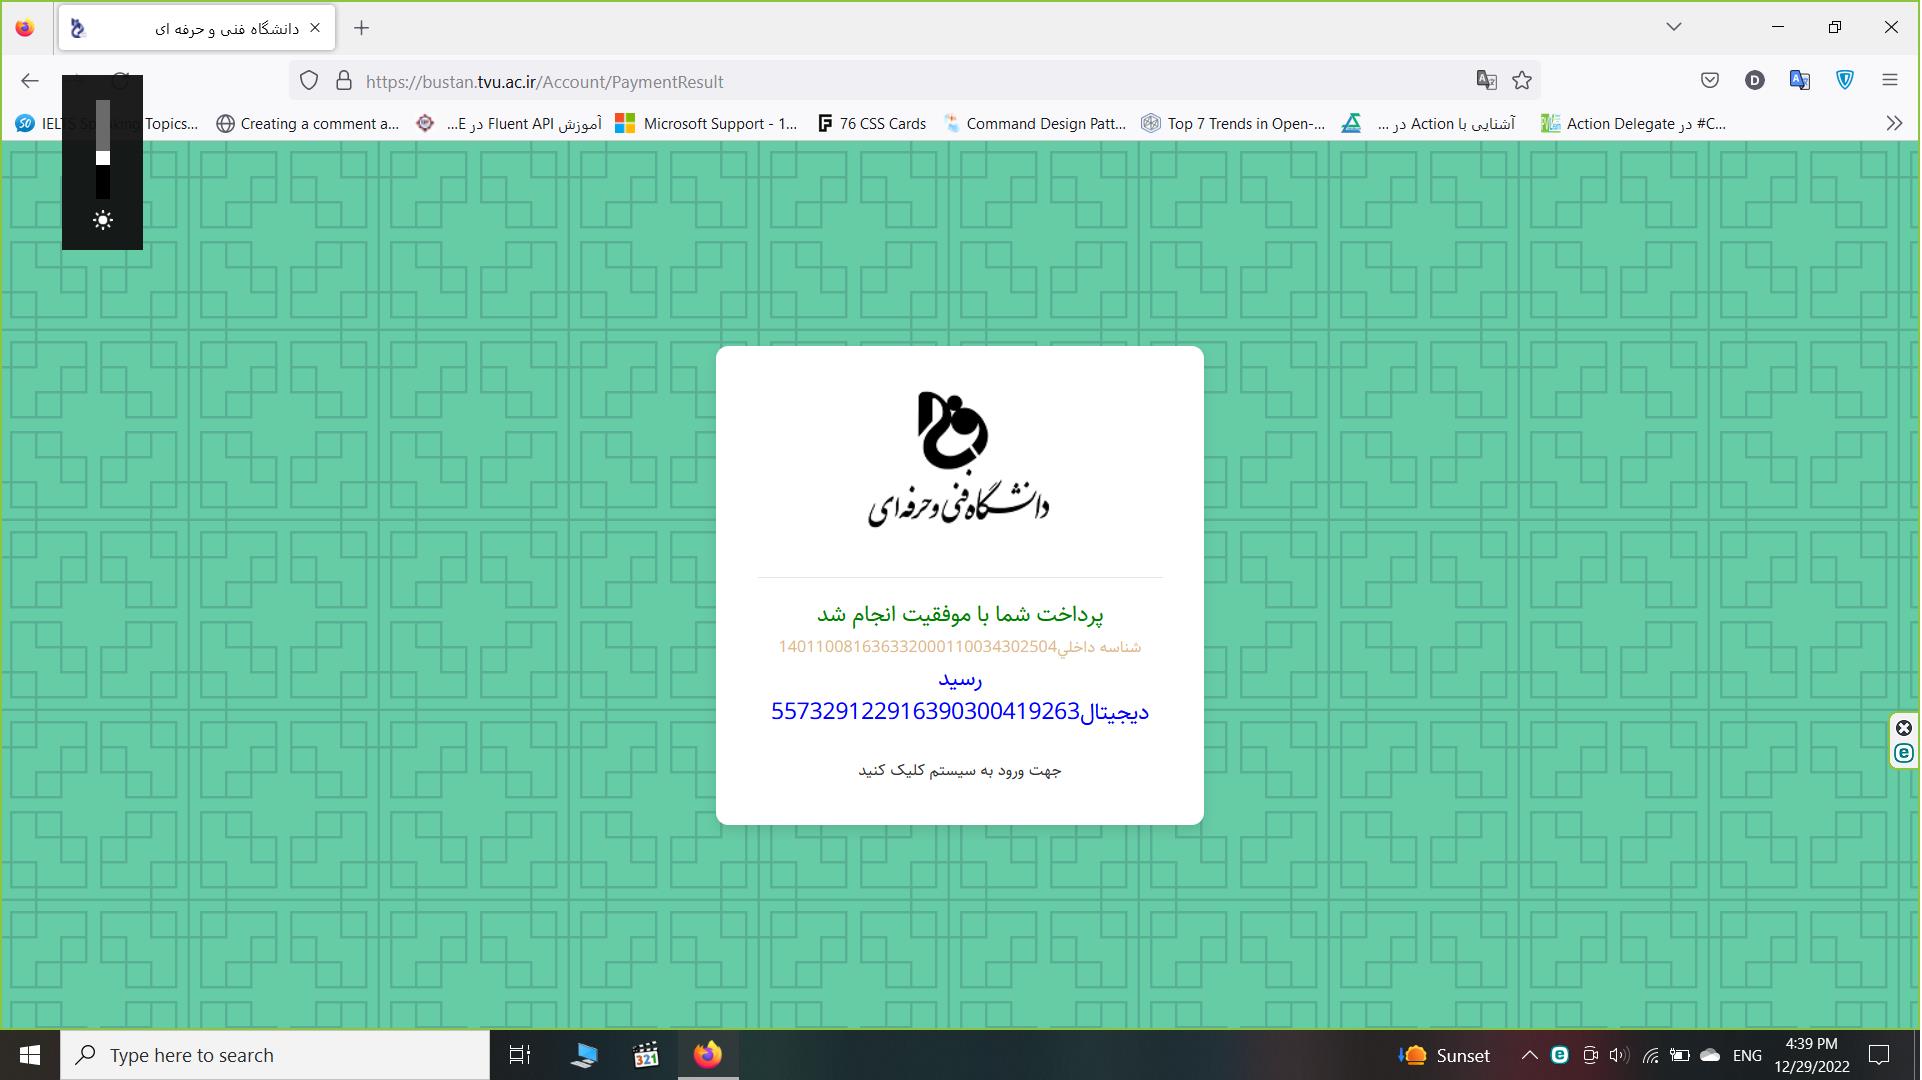 دانشگاه فنی و حرفه ای
https://bustan.tvu.ac.ir/Account/PaymentResult
IELTS Topics...
Creating a comment a...
آموزش Fluent API در E...
Microsoft Support - 1...
76 CSS Cards
Command Design Patt...
Top 7 Trends in Open-...
آشنایی با Action در ...
Action Delegate در #C...
دانشگاه فنی و حرفه‌ای
پرداخت شما با موفقیت انجام شد
شناسه داخلي140110081636332000110034302504
رسید
دیجیتال557329122916390300419263
جهت ورود به سیستم کلیک کنید
Type here to search
321
Sunset
ENG
4:39 PM
12/29/2022